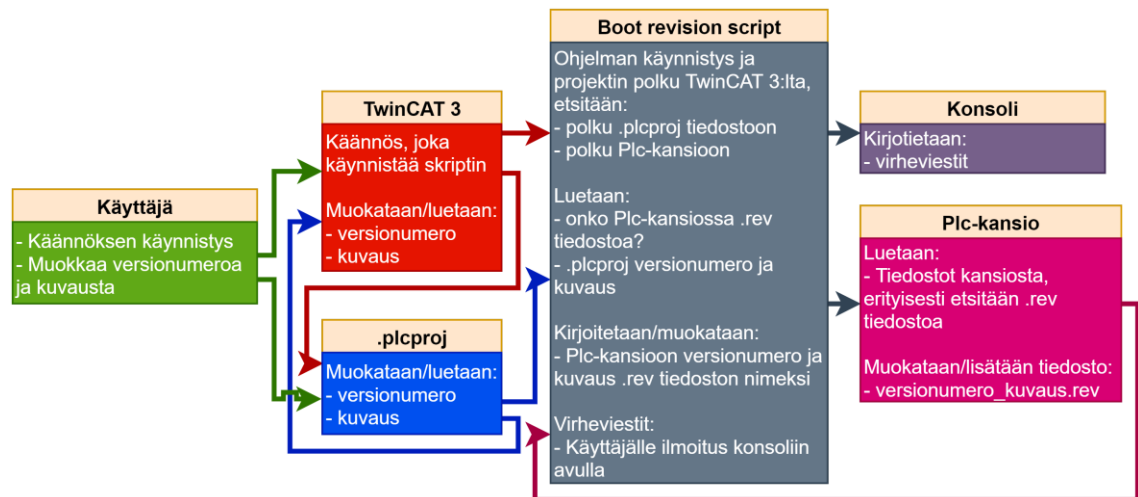 Käyttäjä
- Käännöksen käynnistys
- Muokkaa versionumeroa
ja kuvausta
TwinCAT 3
Käännös, joka
käynnistää skriptin
Muokataan/luetaan:
- versionumero
- kuvaus
.plcproj
Muokataan/luetaan:
- versionumero
- kuvaus
Boot revision script
Ohjelman käynnistys ja
projektin polku TwinCAT 3:lta,
etsitään:
- polku .plcproj tiedostoon
- polku Plc-kansioon
Luetaan:
- onko Plc-kansiossa .rev
tiedostoa?
- .plcproj versionumero ja
kuvaus
Kirjoitetaan/muokataan:
- Plc-kansioon versionumero ja
kuvaus .rev tiedoston nimeksi
Virheviestit:
- Käyttäjälle ilmoitus konsoliin
avulla
Konsoli
Kirjotietaan:
- virheviestit
Plc-kansio
Luetaan:
- Tiedostot kansiosta,
erityisesti etsitään .rev
tiedostoa
Muokataan/lisätään tiedosto:
- versionumero_kuvaus.rev